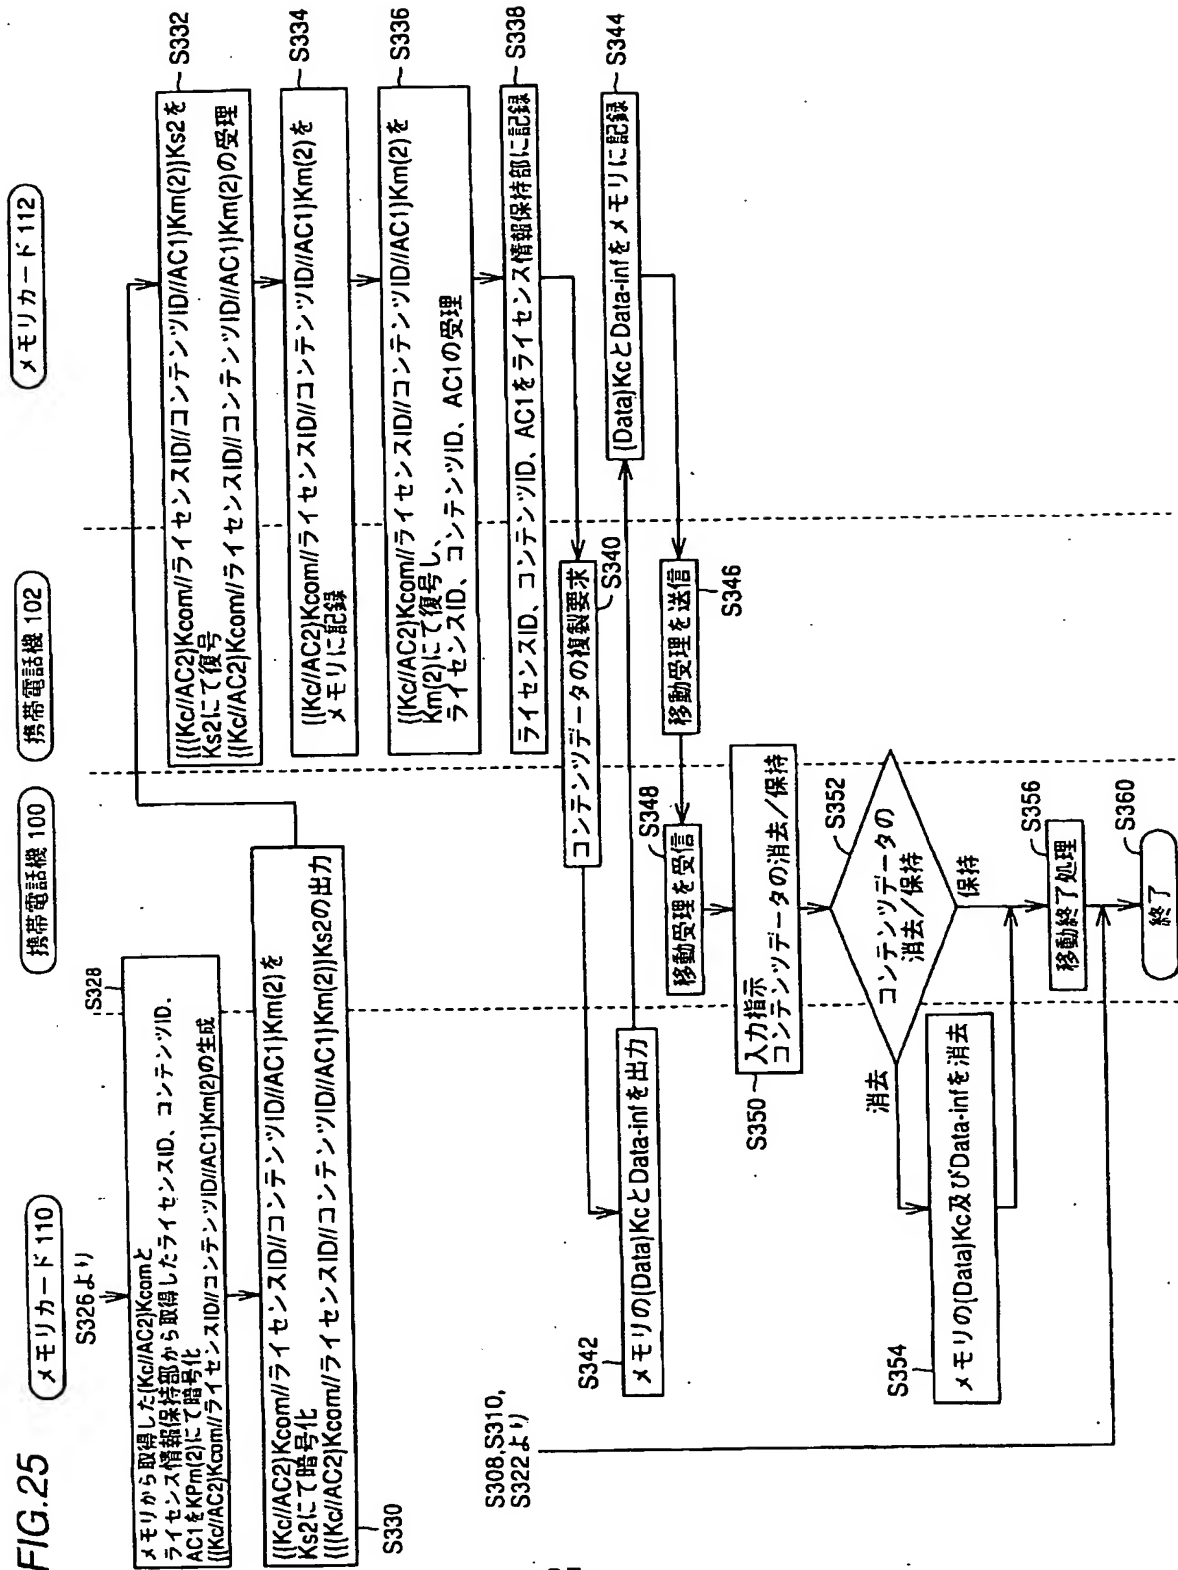 FIG.25
メモリカード 110
携帯電話機 100
携帯電話機 102
メモリカード 112
S326より
S328
メモリから取得した{Kc//AC2}Kcomと
ライセンス情報保持部から取得したライセンスID、コンテンツID.
AC1をKPm(2)にて暗号化
{{Kc//AC2}Kcom//ライセンスID//コンテンツID//AC1}Km(2)の生成
{{Kc//AC2}Kcom//ライセンスID//コンテンツID//AC1}Km(2)を
Ks2にて暗号化
{{{Kc//AC2}Kcom//ライセンスID//コンテンツID//AC1}Km(2)}Ks2の出力
S330
{{{Kc//AC2}Kcom//ライセンスID//コンテンツID//AC1}Km(2)}Ks2を
Ks2にて復号
{{Kc//AC2}Kcom//ライセンスID//コンテンツID//AC1}Km(2)の受理
S332
{{Kc//AC2}Kcom//ライセンスID//コンテンツID//AC1}Km(2)を
メモリに記録
S334
{{Kc//AC2}Kcom//ライセンスID//コンテンツID//AC1}Km(2)を
Km(2)にて復号し、
ライセンスID、コンテンツID、AC1の受理
S336
ライセンスID、コンテンツID、AC1をライセンス情報保持部に記録
S338
コンテンツデータの複製要求
S340
S342
メモリの{Data}KcとData-infを出力
{Data}KcとData-infをメモリに記録
S344
移動受理を送信
S346
S348
移動受理を受信
S350
入力指示
コンテンツデータの消去/保持
S352
コンテンツデータの
消去/保持
消去
保持
S354
メモリの{Data}Kc及びData-infを消去
S356
移動終了処理
S308,S310,
S322より
S360
終了